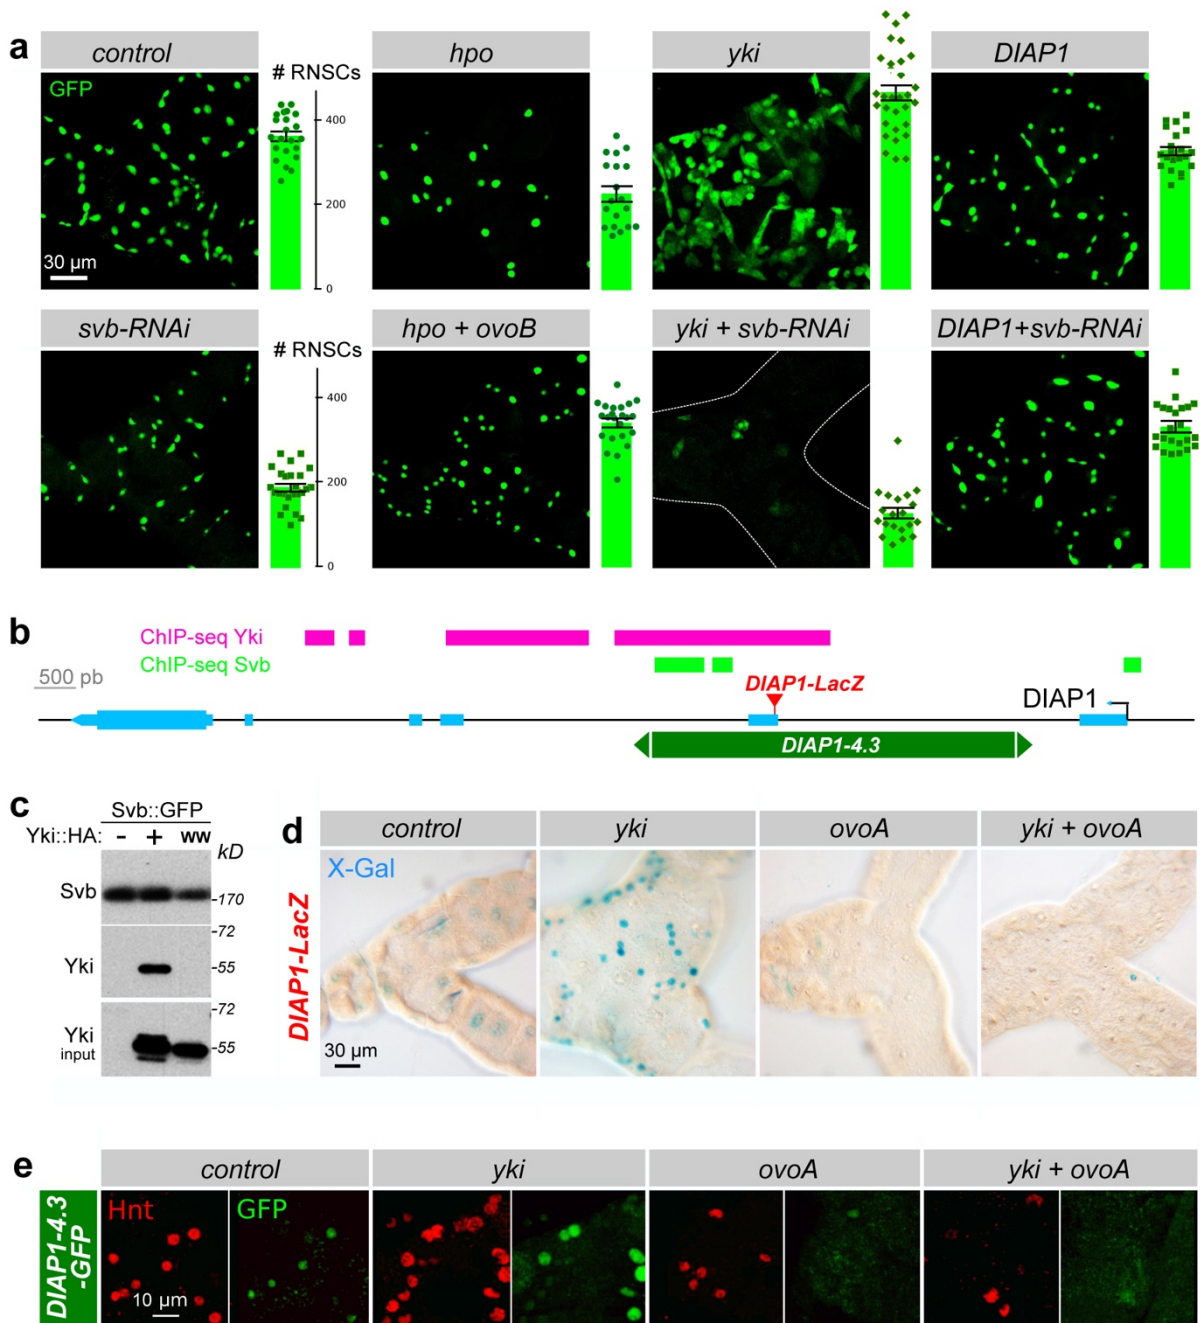 a
control
hpo
yki
DIAP1
GFP
# RNSCs
400
200
0
30 µm
svb-RNAi
hpo + ovoB
yki + svb-RNAi
DIAP1+svb-RNAi
# RNSCs
400
200
0
b
ChIP-seq Yki
ChIP-seq Svb
500 pb
DIAP1-LacZ
DIAP1
DIAP1-4.3
c
Svb::GFP
Yki::HA: - + ww
kD
Svb
-170
-72
Yki
-55
-72
Yki
input
-55
d
control
yki
ovoA
yki + ovoA
X-Gal
DIAP1-LacZ
30 µm
e
control
yki
ovoA
yki + ovoA
Hnt
GFP
DIAP1-4.3
-GFP
10 µm